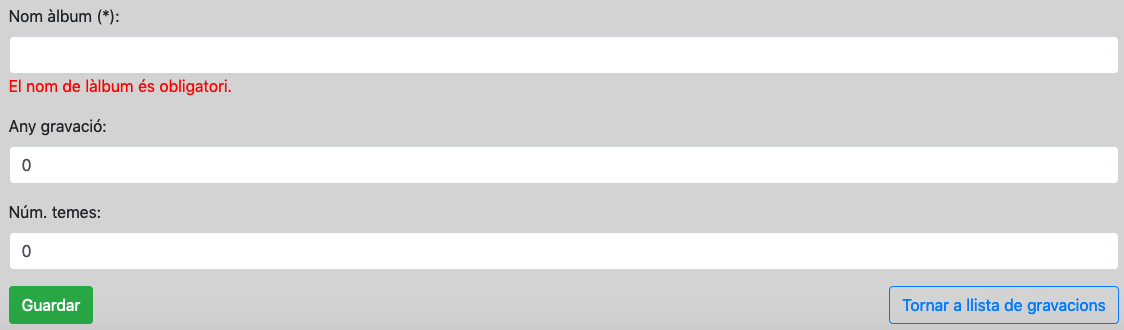 Nom àlbum (*):
El nom de làlbum és obligatori.
Any gravació:
0
Núm. temes:
0
Guardar
Tornar a llista de gravacions